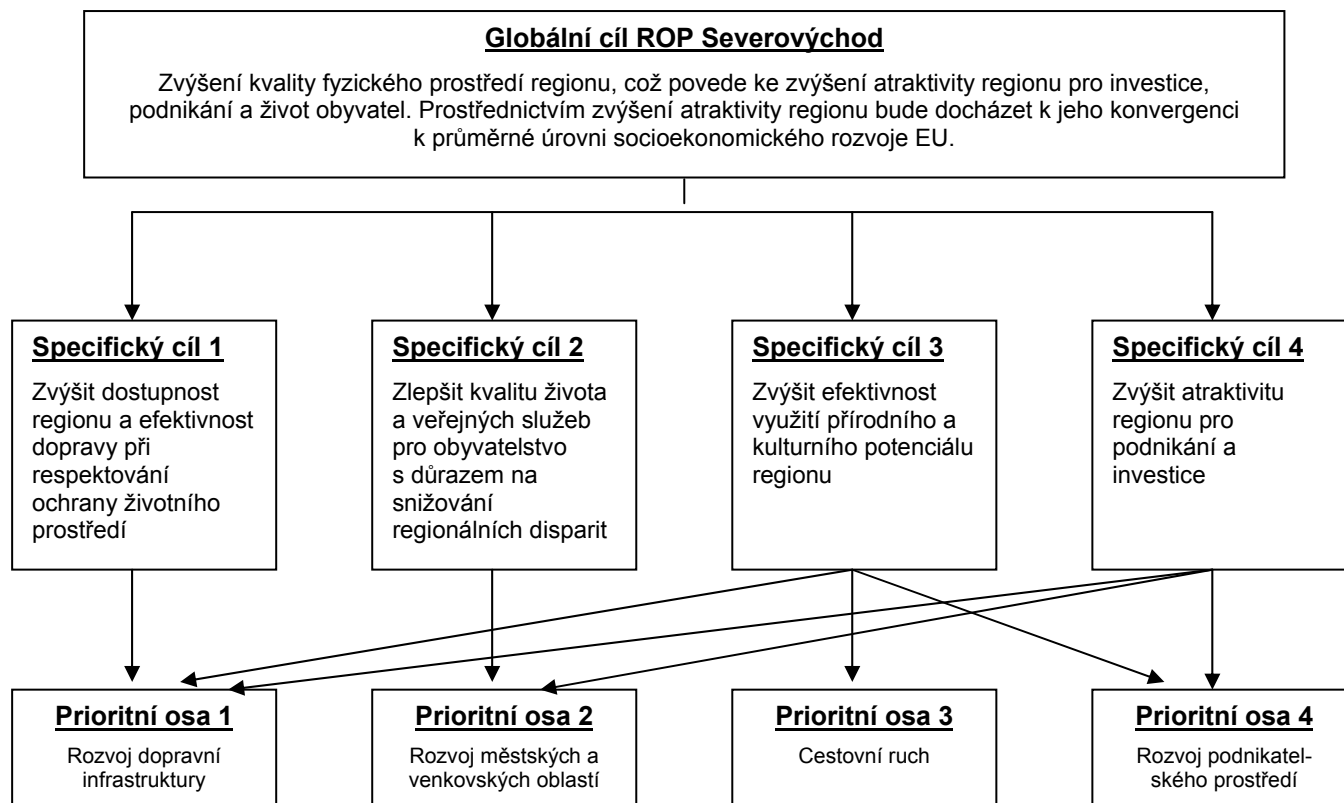 Globální cíl ROP Severovýchod
Zvýšení kvality fyzického prostředí regionu, což povede ke zvýšení atraktivity regionu pro investice,
podnikání a život obyvatel. Prostřednictvím zvýšení atraktivity regionu bude docházet k jeho konvergenci
k průměrné úrovni socioekonomického rozvoje EU.
Specifický cíl 1
Zvýšit dostupnost
regionu a efektivnost
dopravy při
respektování
ochrany životního
prostředí
Specifický cíl 2
Zlepšit kvalitu života
a veřejných služeb
pro obyvatelstvo
s důrazem na
snižování
regionálních disparit
Specifický cíl 3
Zvýšit efektivnost
využití přírodního a
kulturního potenciálu
regionu
Specifický cíl 4
Zvýšit atraktivitu
regionu pro
podnikání a
investice
Prioritní osa 1
Rozvoj dopravní
infrastruktury
Prioritní osa 2
Rozvoj městských a
venkovských oblastí
Prioritní osa 3
Cestovní ruch
Prioritní osa 4
Rozvoj podnikatel-
ského prostředí